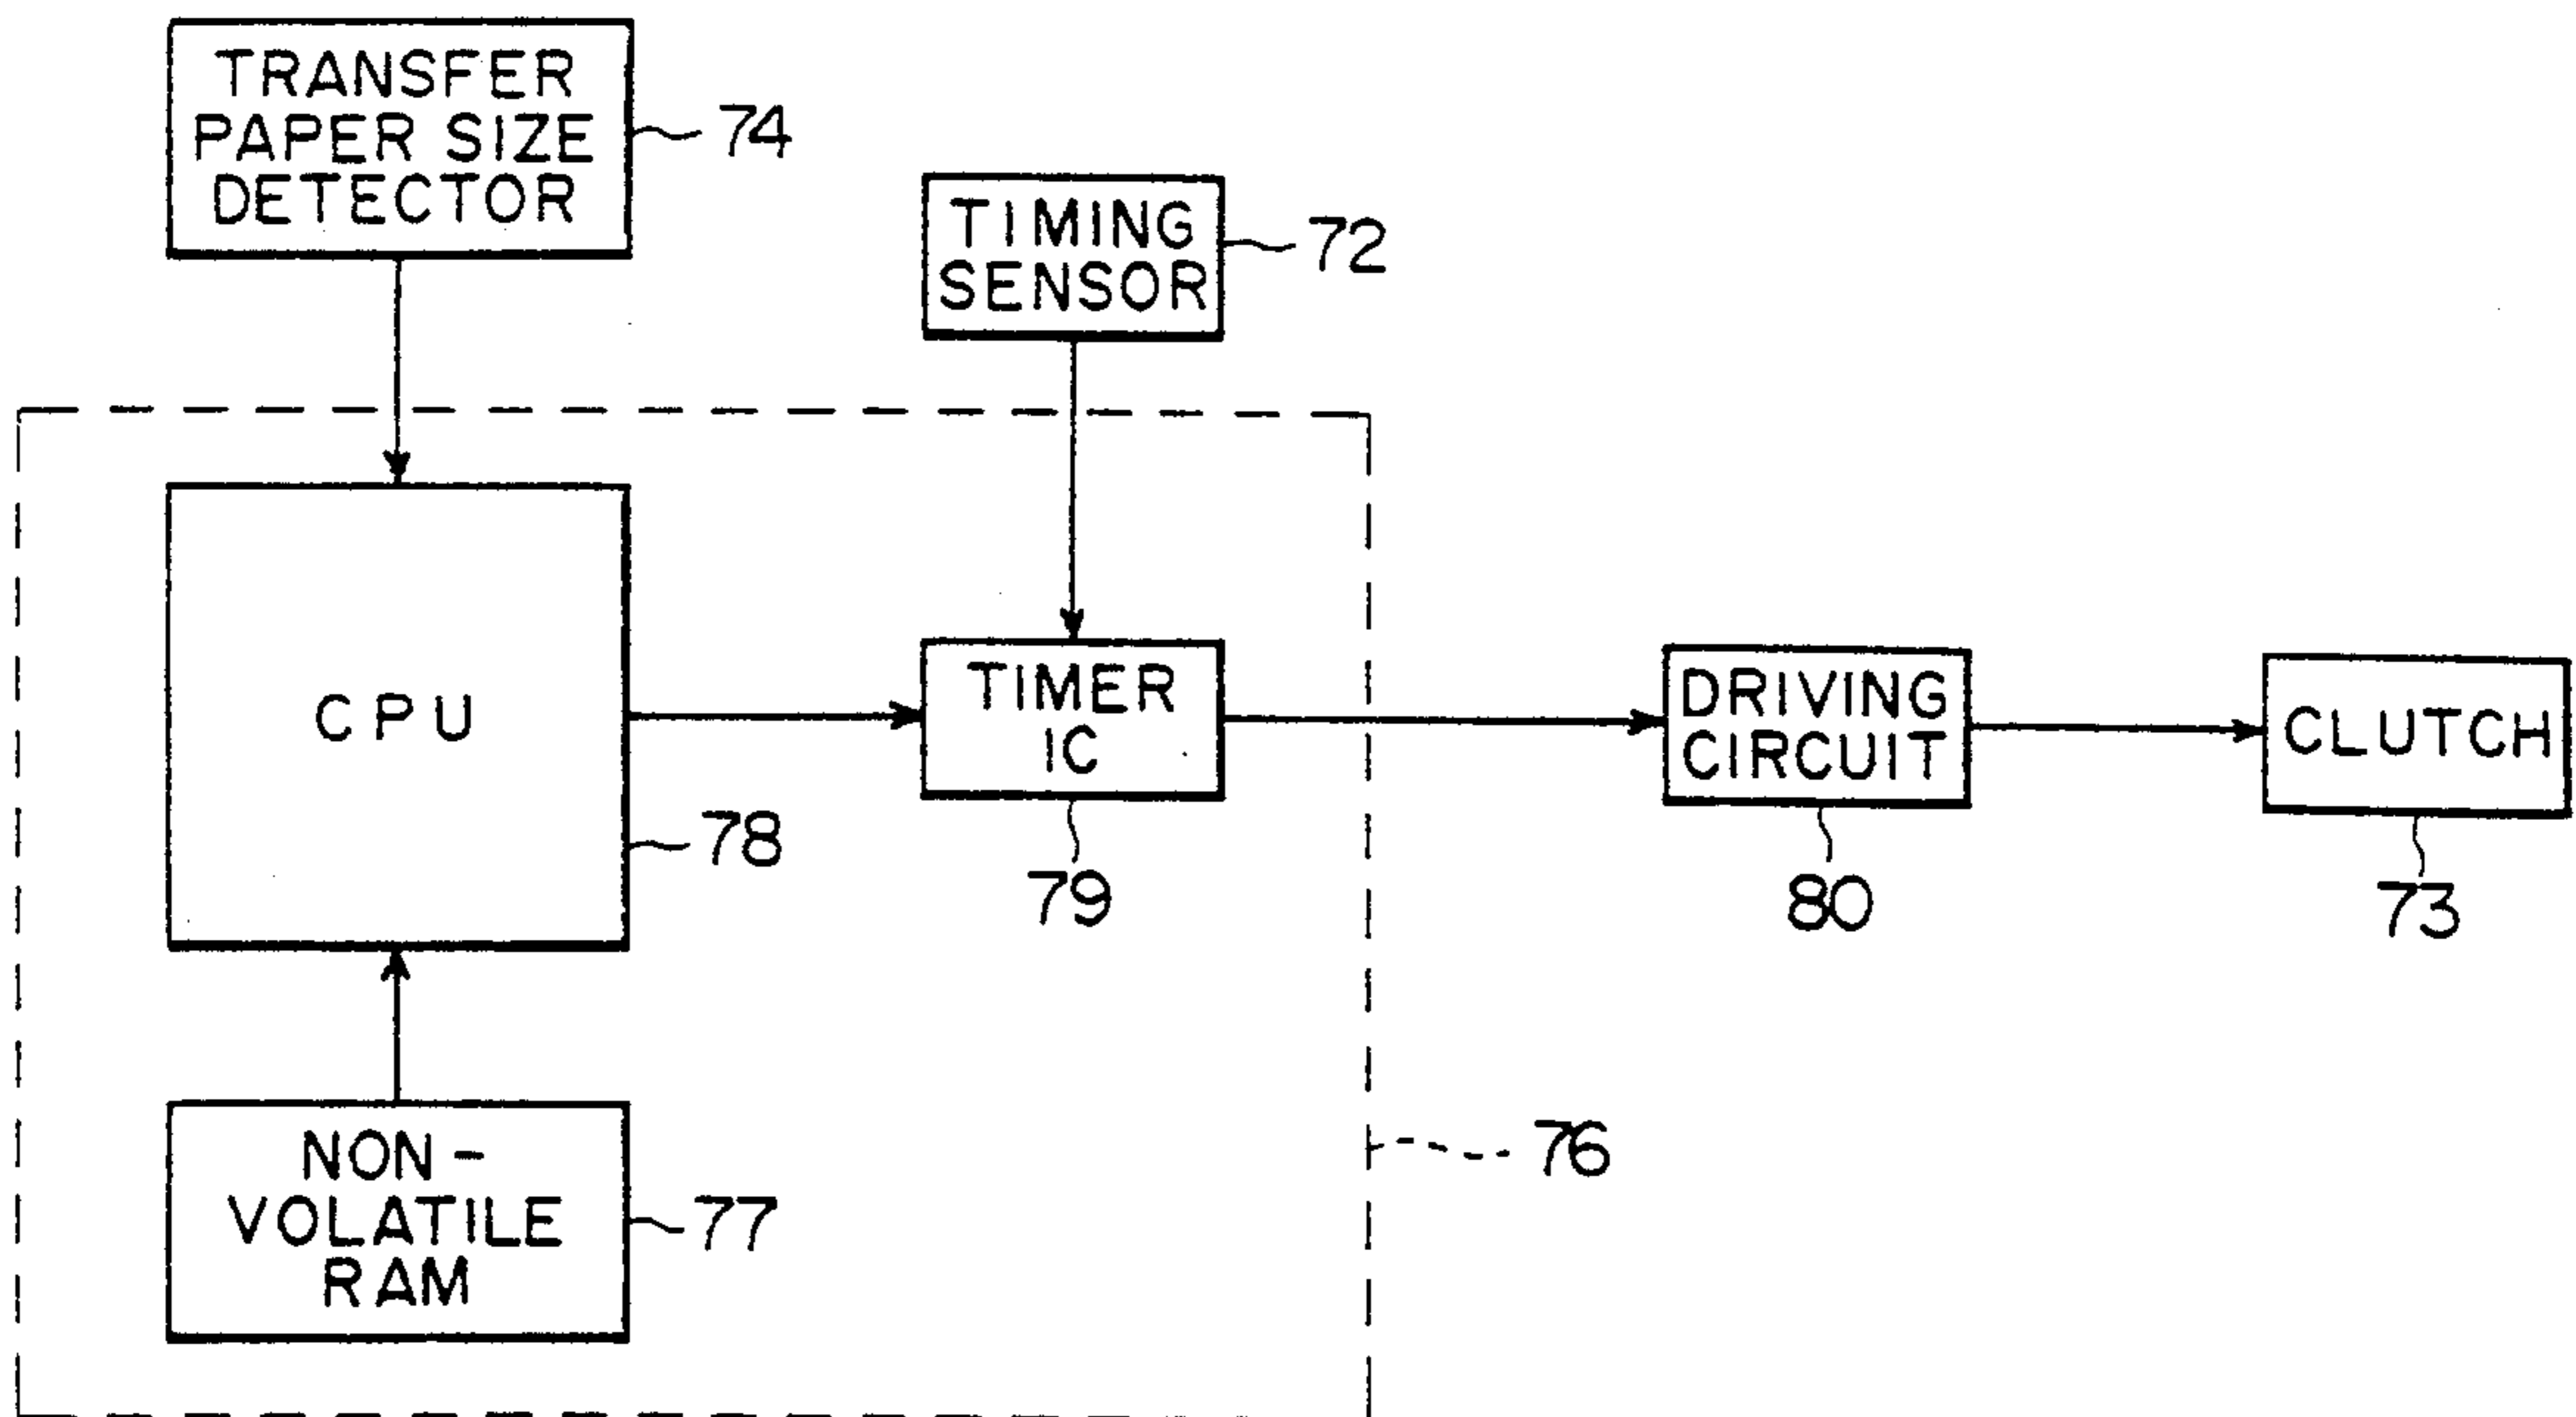 TRANSFER
PAPER SIZE
DETECTOR
74
TIMING
SENSOR
72
CPU
78
TIMER
IC
79
DRIVING
CIRCUIT
80
CLUTCH
73
NON-
VOLATILE
RAM
77
76